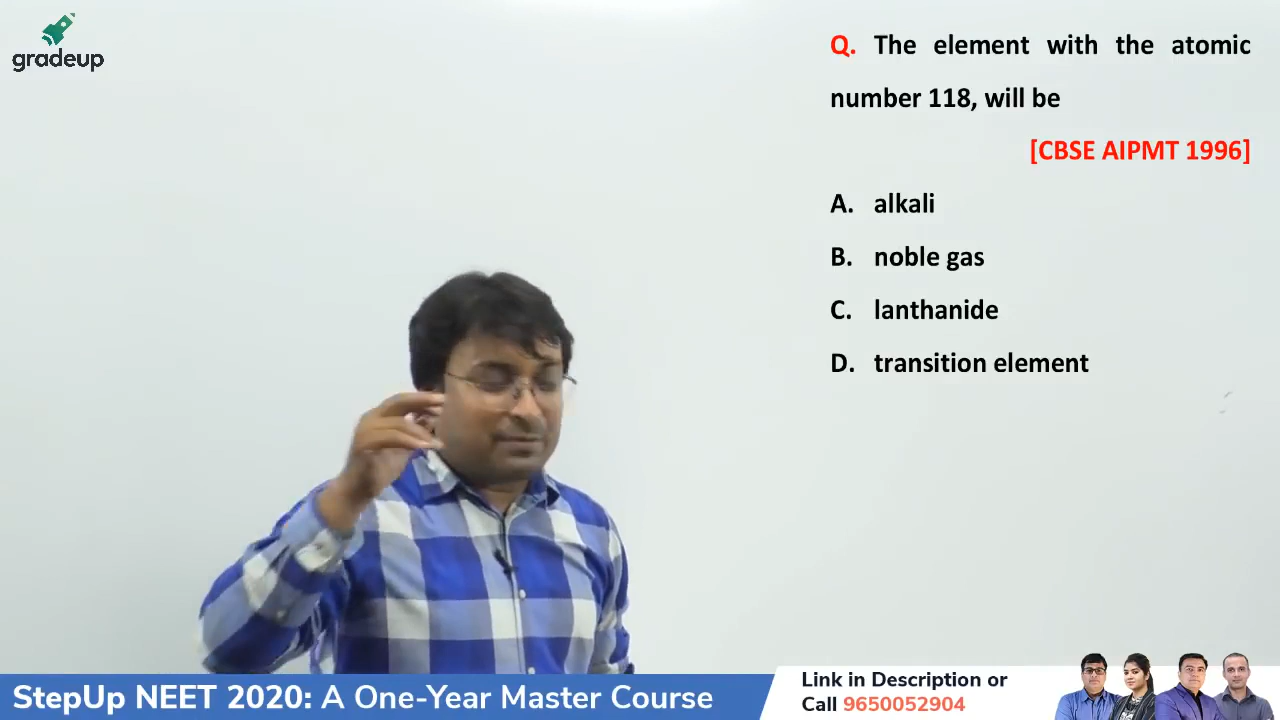 gradeup
Q. The element with the atomic
number 118, will be
[CBSE AIPMT 1996]
A. alkali
B. noble gas
C. lanthanide
D. transition element
StepUp NEET 2020: A One-Year Master Course
Link in Description or
Call 9650052904